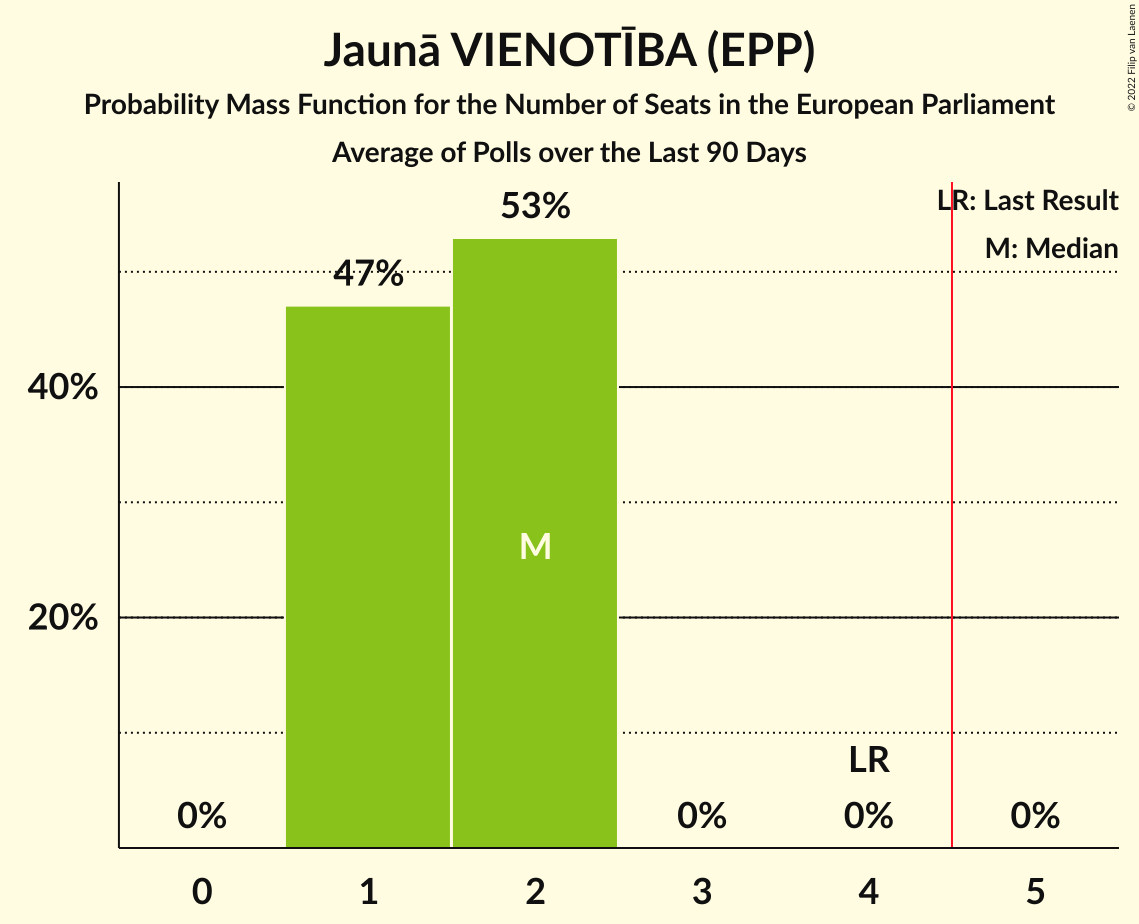 Jaunā VIENOTĪBA (EPP)
Probability Mass Function for the Number of Seats in the European Parliament
Average of Polls over the Last 90 Days
© 2022 Filip van Laenen
LR: Last Result
M: Median
53%
47%
40%
M
20%
LR
0%
0%
0%
0%
0 1 2 3 4 5